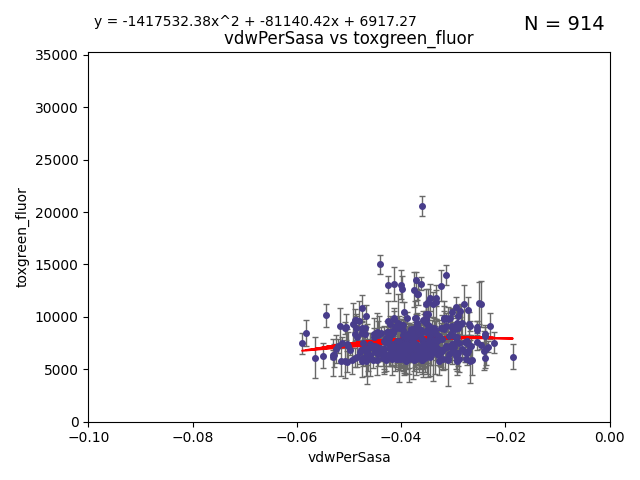 y = -1417532.38x^2 + -81140.42x + 6917.27
N = 914
vdwPerSasa vs toxgreen_fluor
35000
30000
25000
20000
15000
10000
5000
0
toxgreen_fluor
−0.10
−0.08
−0.06
−0.04
−0.02
0.00
vdwPerSasa